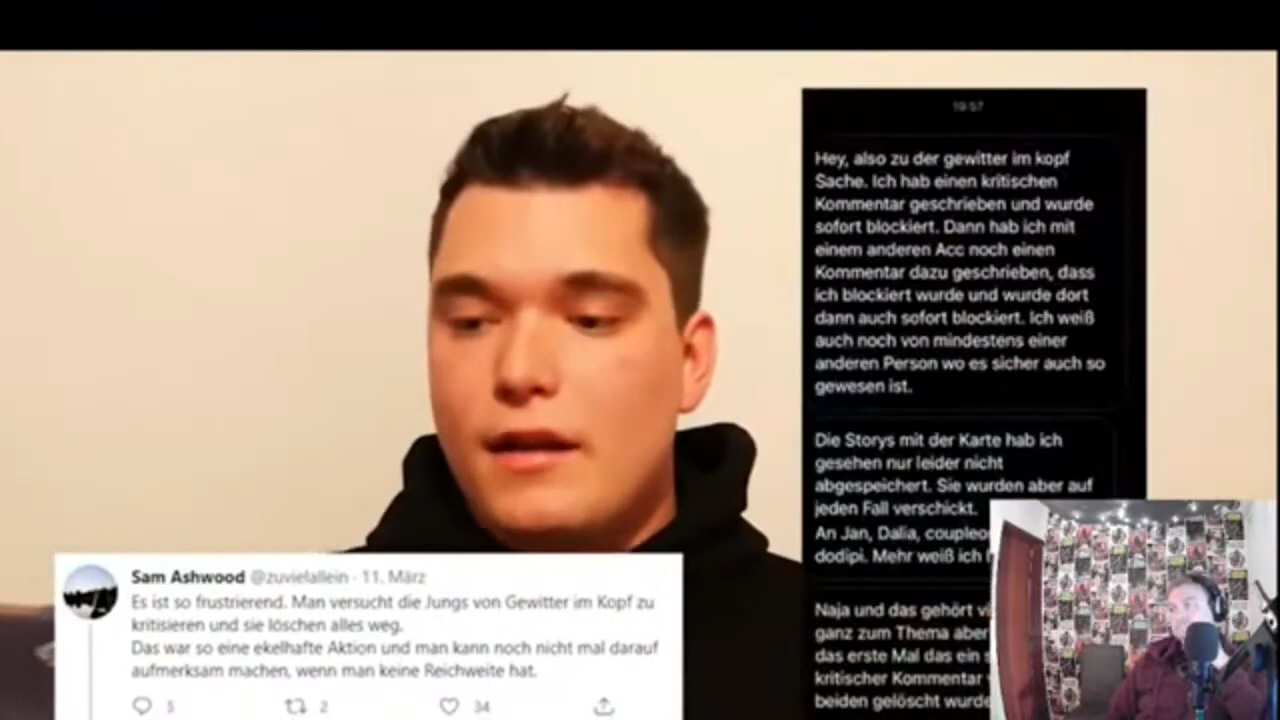 19:57
Hey, also zu der gewitter im kopf
Sache. Ich hab einen kritischen
Kommentar geschrieben und wurde
sofort blockiert. Dann hab ich mit
einem anderen Acc noch einen
Kommentar dazu geschrieben, dass
ich blockiert wurde und wurde dort
dann auch sofort blockiert. Ich weiß
auch noch von mindestens einer
anderen Person wo es sicher auch so
gewesen ist.
Die Storys mit der Karte hab ich
gesehen nur leider nicht
abgespeichert. Sie wurden aber auf
jeden Fall verschickt.
An Jan, Dalia,
dodipi. Mehr weiß ich
Naja und das gehört
ganz zum Thema aber
das erste Mal das ein
kritischer Kommentar
beiden gelöscht wurde
Sam Ashwood @zuvielallein · 11. März
Es ist so frustrierend. Man versucht die Jungs von Gewitter im Kopf zu
kritisieren und sie löschen alles weg.
Das war so eine ekelhafte Aktion und man kann noch nicht mal darauf
aufmerksam machen, wenn man keine Reichweite hat.
5 2 34